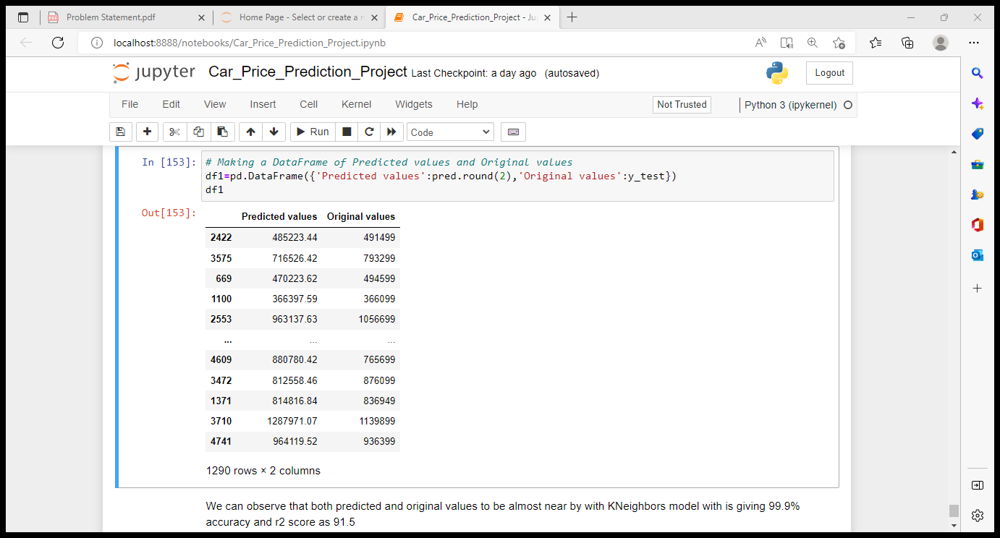 Problem Statement.pdf
Home Page - Select or create a n
Car_Price_Prediction_Project - Ju
localhost:8888/notebooks/Car_Price_Prediction_Project.ipynb
jupyter Car_Price_Prediction_Project Last Checkpoint: a day ago (autosaved)
Logout
File Edit View Insert Cell Kernel Widgets Help
Not Trusted
Python 3 (ipykernel)
Run
Code
In [153]: # Making a DataFrame of Predicted values and Original values
df1=pd.DataFrame({'Predicted values':pred.round(2),'Original values':y_test})
df1
Out[153]:
Predicted values Original values
2422 485223.44 491499
3575 716526.42 793299
669 470223.62 494599
1100 366397.59 366099
2553 963137.63 1056699
... ... ...
4609 880780.42 765699
3472 812558.46 876099
1371 814816.84 836949
3710 1287971.07 1139899
4741 964119.52 936399
1290 rows × 2 columns
We can observe that both predicted and original values to be almost near by with KNeighbors model with is giving 99.9%
accuracy and r2 score as 91.5